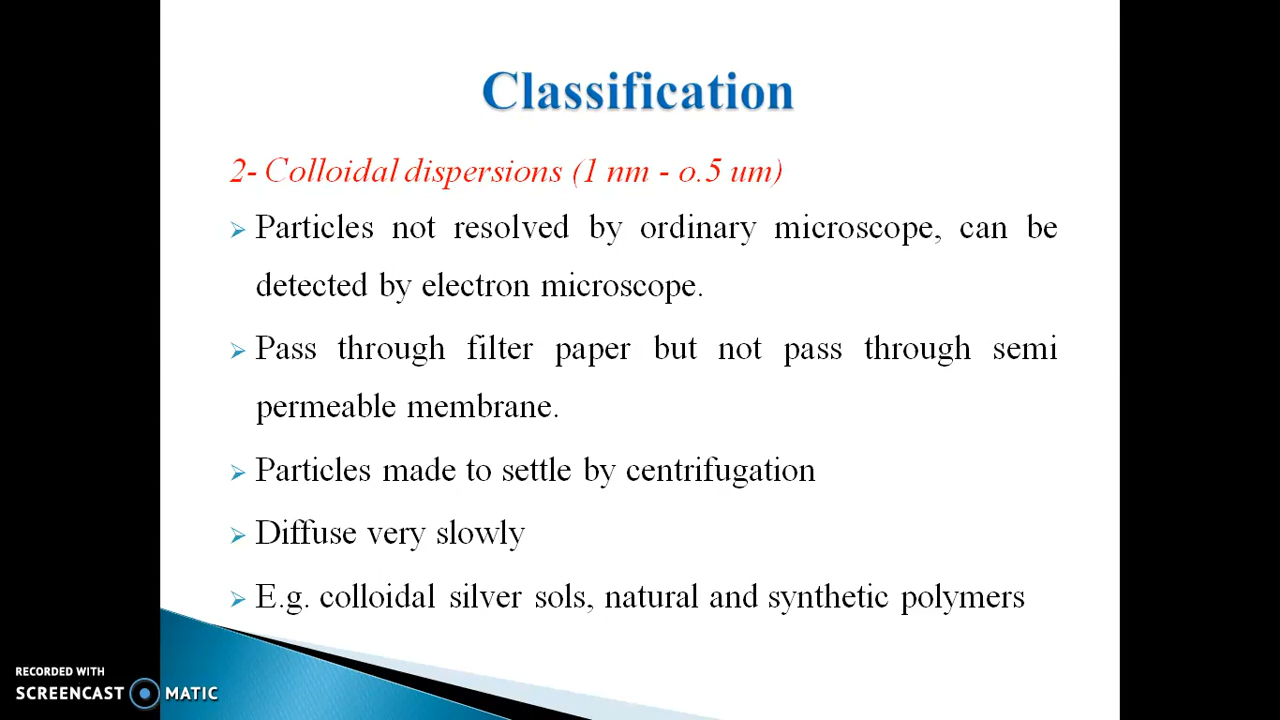 Classification
2- Colloidal dispersions (1 nm - o.5 um)
Particles not resolved by ordinary microscope, can be
detected by electron microscope.
Pass through filter paper but not pass through semi
permeable membrane.
Particles made to settle by centrifugation
Diffuse very slowly
E.g. colloidal silver sols, natural and synthetic polymers
RECORDED WITH
SCREENCAST MATIC